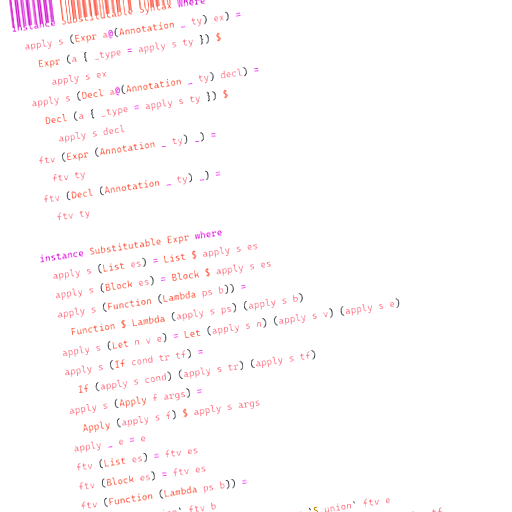 instance Substitutable Syntax where
apply s (Expr a@(Annotation _ ty) ex) =
Expr (a { _type = apply s ty }) $
apply s ex
apply s (Decl a@(Annotation _ ty) decl) =
Decl (a { _type = apply s ty }) $
apply s decl
ftv (Expr (Annotation _ ty) _) =
ftv ty
ftv (Decl (Annotation _ ty) _) =
ftv ty
instance Substitutable Expr where
apply s (List es) = List $ apply s es
apply s (Block es) = Block $ apply s es
apply s (Function (Lambda ps b)) =
Function $ Lambda (apply s ps) (apply s b)
apply s (Let n v e) = Let (apply s n) (apply s v) (apply s e)
apply s (If cond tr tf) =
If (apply s cond) (apply s tr) (apply s tf)
apply s (Apply f args) =
Apply (apply s f) $ apply s args
apply _ e = e
ftv (List es) = ftv es
ftv (Block es) = ftv es
ftv (Function (Lambda ps b)) =
ftv b
`S.union` ftv e
tf